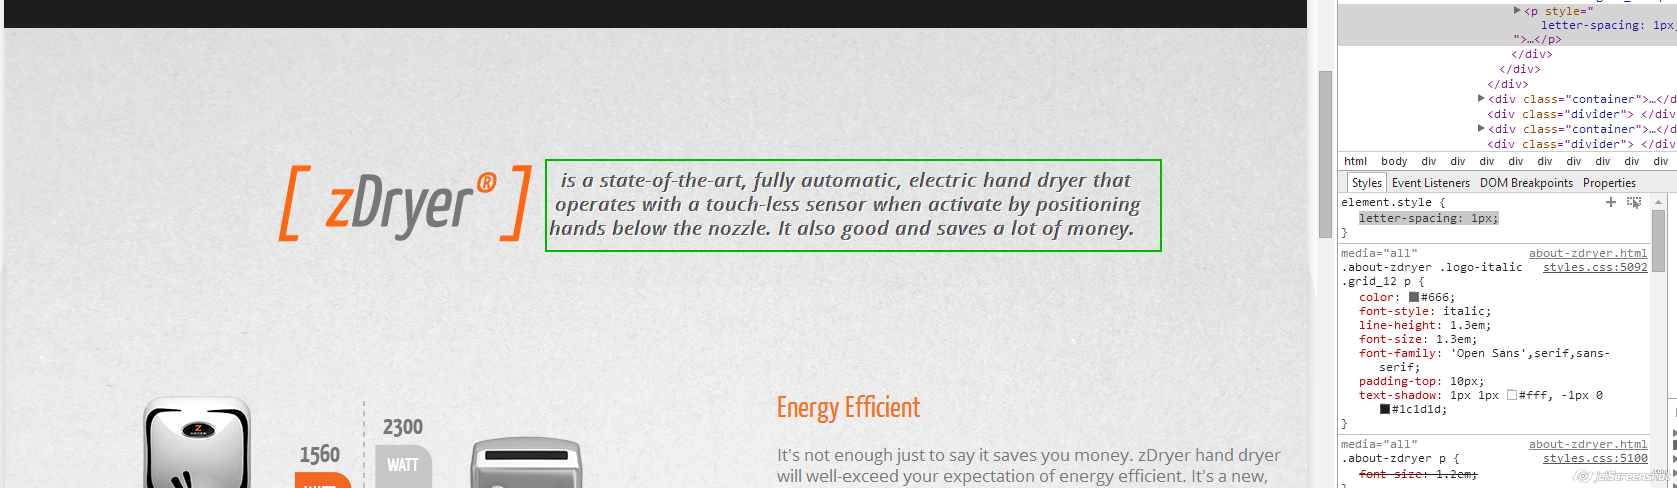 [ zDryer® ]
is a state-of-the-art, fully automatic, electric hand dryer that
operates with a touch-less sensor when activate by positioning
hands below the nozzle. It also good and saves a lot of money.
Energy Efficient
It's not enough just to say it saves you money. zDryer hand dryer
will well-exceed your expectation of energy efficient. It's a new,
Z
DRYER
1560
WATT
2300
WATT
▶<p style="
letter-spacing: 1px;
">…</p>
</div>
</div>
</div>
▶<div class="container">…</d
<div class="divider"> </div>
▶<div class="container">…</d
<div class="divider"> </div>
html body div div div div div div div div div
Styles Event Listeners DOM Breakpoints Properties
element.style {
letter-spacing: 1px;
}
media="all" about-zdryer.html
.about-zdryer .logo-italic styles.css:5092
.grid_12 p {
color: #666;
font-style: italic;
line-height: 1.3em;
font-size: 1.3em;
font-family: 'Open Sans',serif,sans-
serif;
padding-top: 10px;
text-shadow: 1px 1px #fff, -1px 0
#1c1d1d;
}
media="all" about-zdryer.html
.about-zdryer p { styles.css:5100
font-size: 1.2em;